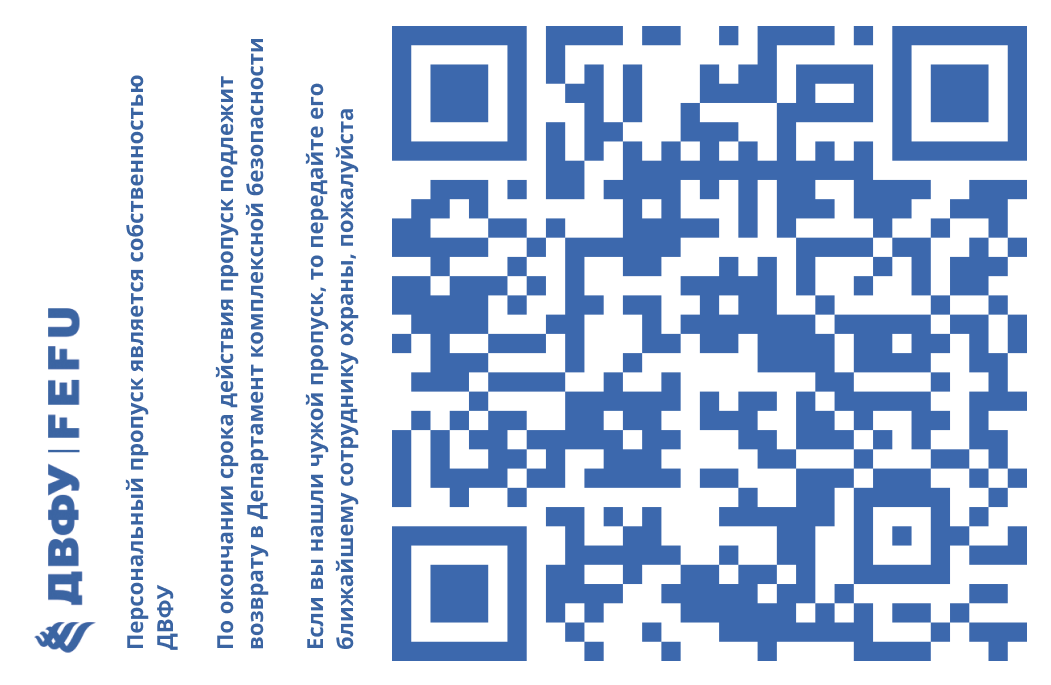 ДВФУ | FEFU
Персональный пропуск является собственностью
ДВФУ
По окончании срока действия пропуск подлежит
возврату в Департамент комплексной безопасности
Если вы нашли чужой пропуск, то передайте его
ближайшему сотруднику охраны, пожалуйста